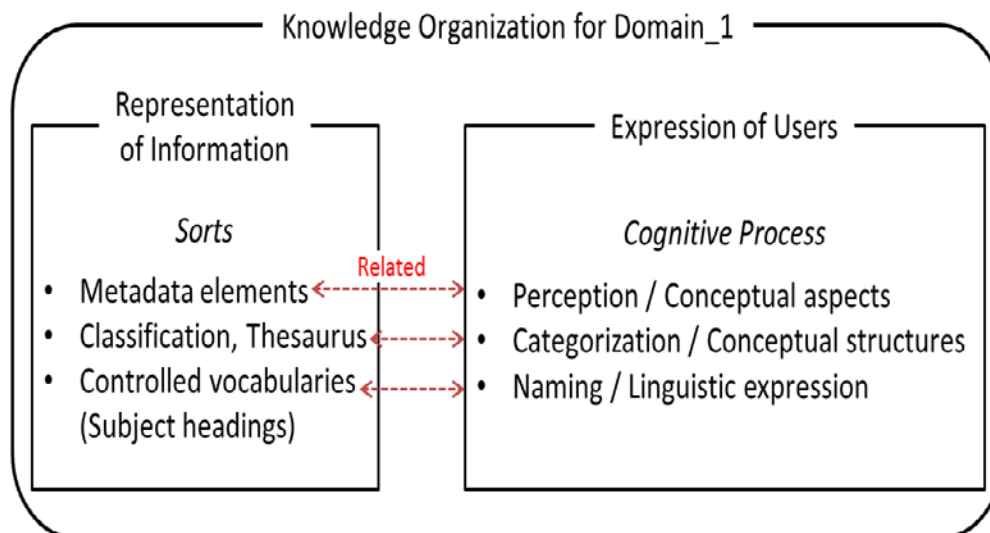 Knowledge Organization for Domain_1
Representation
of Information
Sorts
• Metadata elements
• Classification, Thesaurus
• Controlled vocabularies
(Subject headings)
Related
Expression of Users
Cognitive Process
• Perception / Conceptual aspects
• Categorization / Conceptual structures
• Naming / Linguistic expression